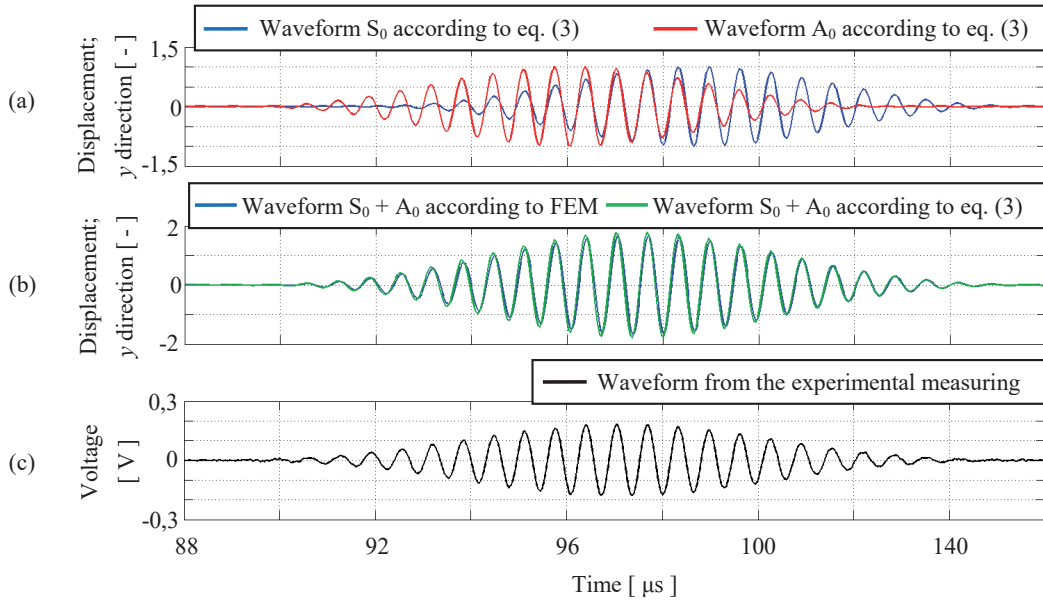 Waveform S₀ according to eq. (3)
Waveform A₀ according to eq. (3)
(a)
Displacement;
y direction [ - ]
1,5
0
-1,5
Waveform S₀ + A₀ according to FEM
Waveform S₀ + A₀ according to eq. (3)
(b)
Displacement;
y direction [ - ]
2
0
-2
Waveform from the experimental measuring
(c)
Voltage
[ V ]
0,3
0
-0,3
88 92 96 100 140
Time [ μs ]